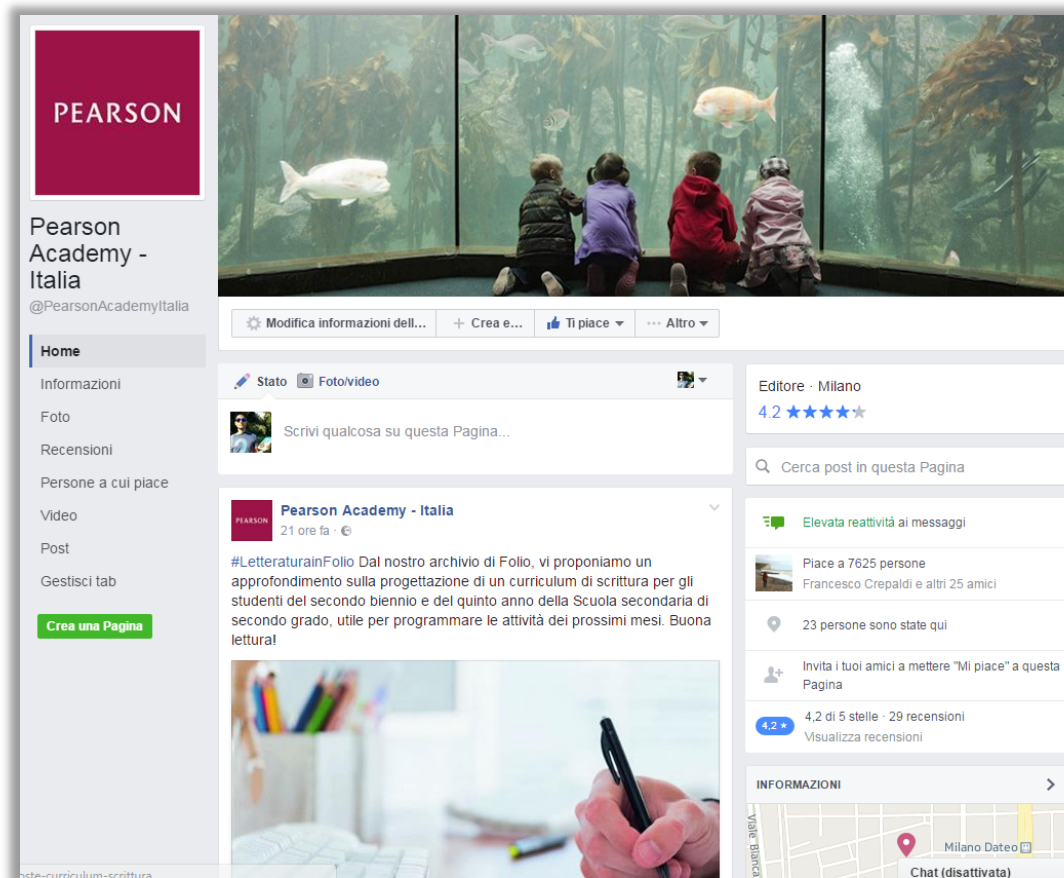 PEARSON
Pearson
Academy -
Italia
@PearsonAcademyItalia
Home
Informazioni
Foto
Recensioni
Persone a cui piace
Video
Post
Gestisci tab
Crea una Pagina
Modifica informazioni dell...
Crea e...
Ti piace
Altro
Stato
Foto/video
Scrivi qualcosa su questa Pagina...
PEARSON
Pearson Academy - Italia
21 ore fa ·
#LetteraturainFolio Dal nostro archivio di Folio, vi proponiamo un
approfondimento sulla progettazione di un curriculum di scrittura per gli
studenti del secondo biennio e del quinto anno della Scuola secondaria di
secondo grado, utile per programmare le attività dei prossimi mesi. Buona
lettura!
Editore · Milano
4.2 ★★★★★
Cerca post in questa Pagina
Elevata reattività ai messaggi
Piace a 7625 persone
Francesco Crepaldi e altri 25 amici
23 persone sono state qui
Invita i tuoi amici a mettere "Mi piace" a questa
Pagina
4,2 ★
4,2 di 5 stelle · 29 recensioni
Visualizza recensioni
INFORMAZIONI
Viale Bianca
Milano Dateo
Chat (disattivata)
oste-curriculum-scrittura